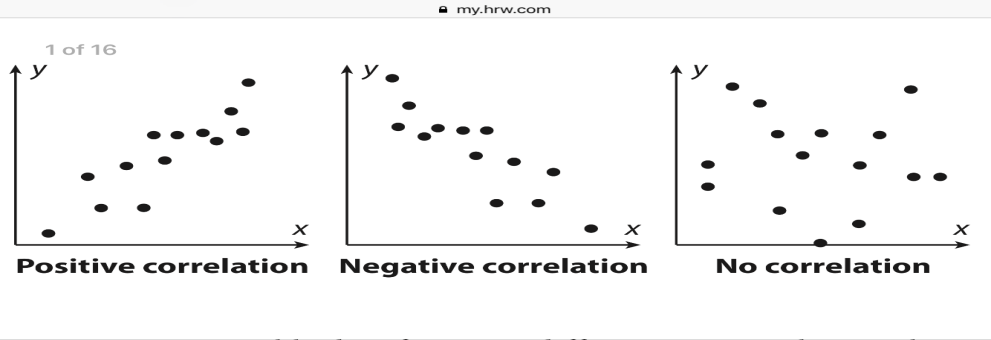 my.hrw.com
1 of 16
y y y
x x x
Positive correlation Negative correlation No correlation